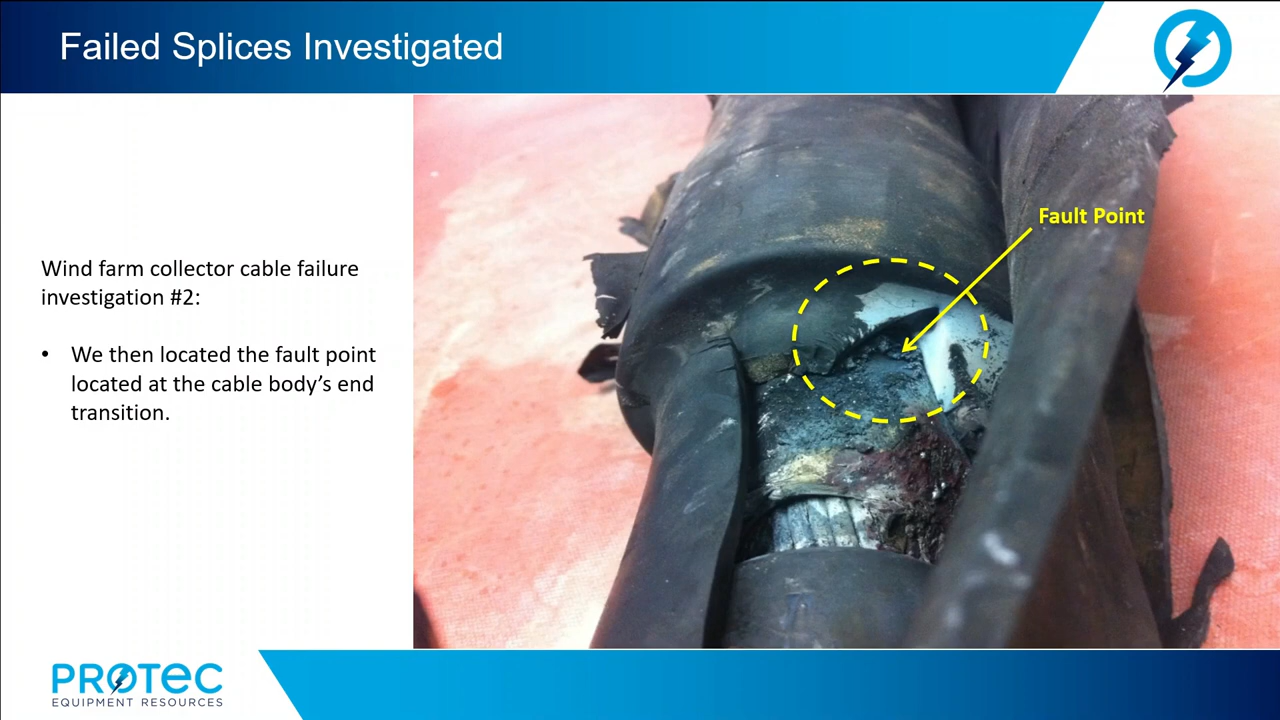 Failed Splices Investigated
Fault Point
Wind farm collector cable failure
investigation #2:
• We then located the fault point
located at the cable body’s end
transition.
PROTEC
EQUIPMENT RESOURCES